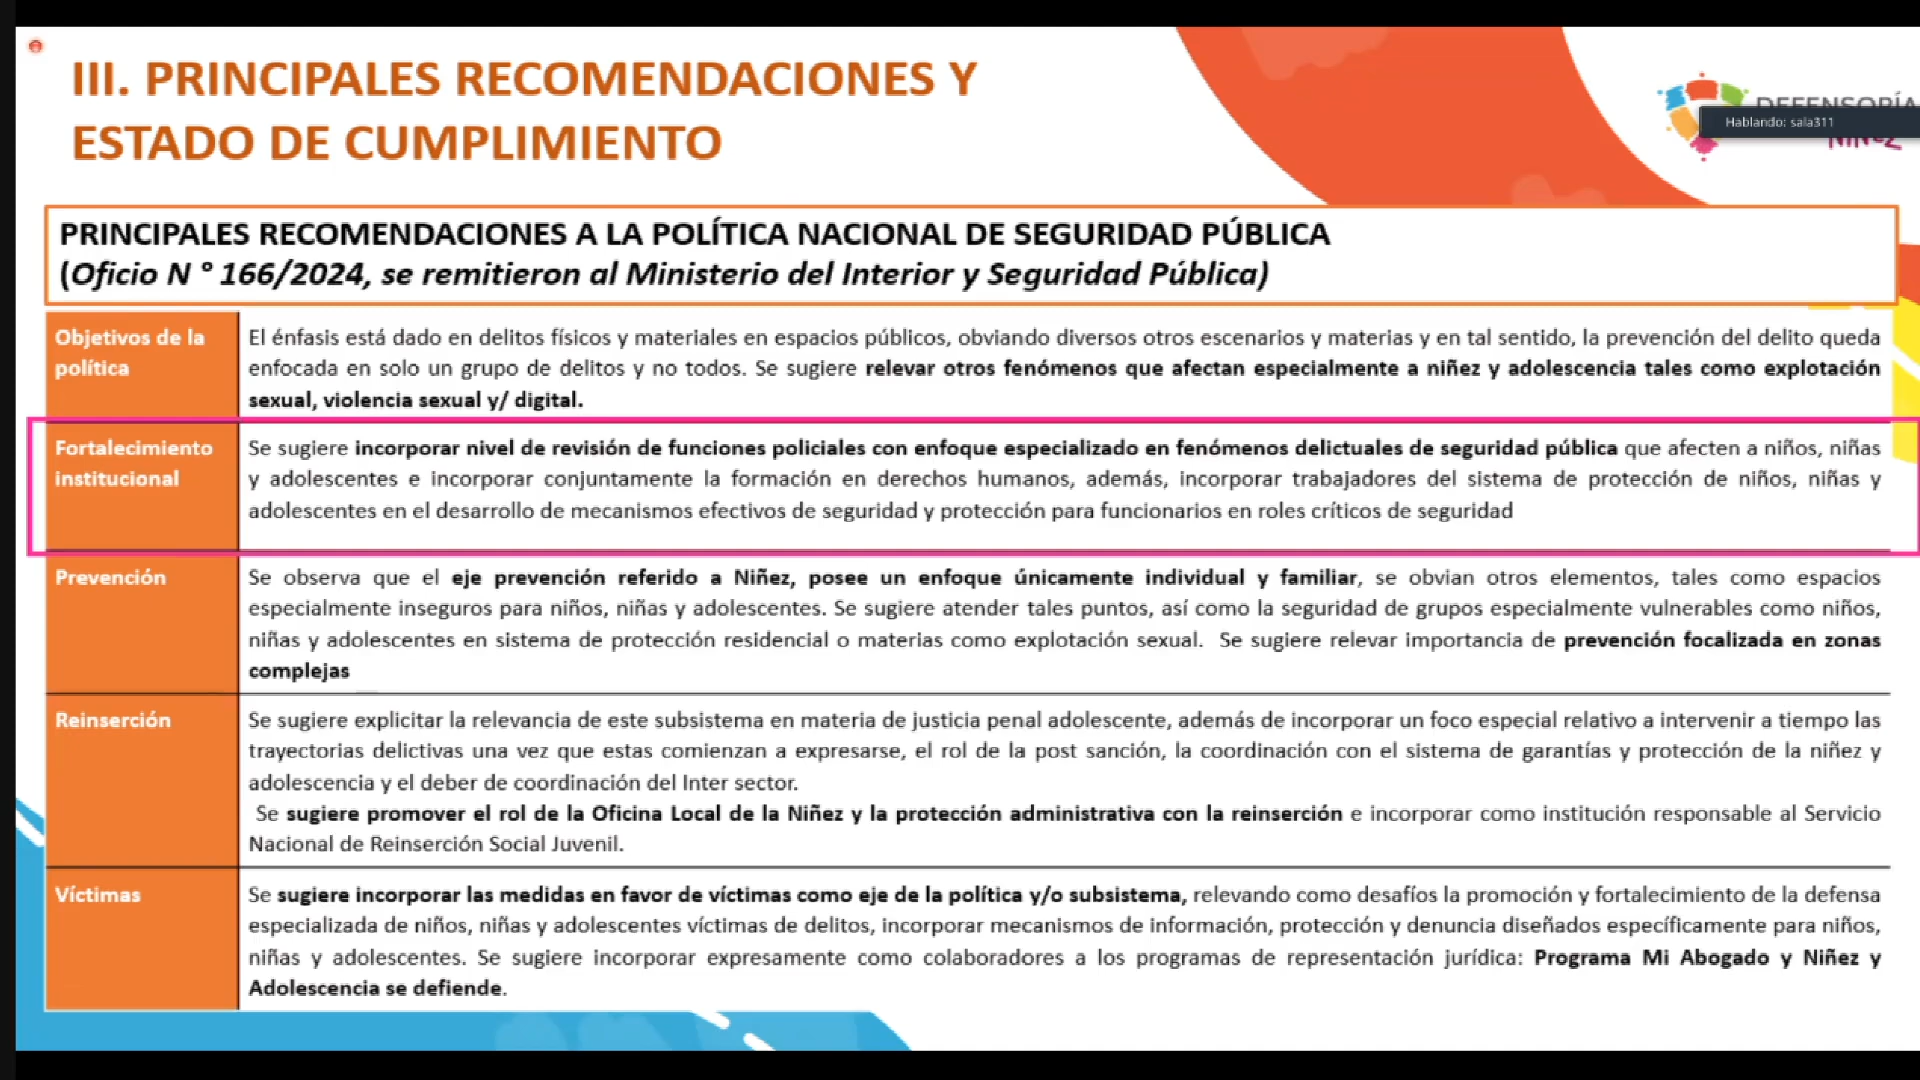 III. PRINCIPALES RECOMENDACIONES Y
ESTADO DE CUMPLIMIENTO
DEFENSORÍA
Hablando: sala311
NIÑEZ
PRINCIPALES RECOMENDACIONES A LA POLÍTICA NACIONAL DE SEGURIDAD PÚBLICA
(Oficio N ° 166/2024, se remitieron al Ministerio del Interior y Seguridad Pública)
Objetivos de la
política
El énfasis está dado en delitos físicos y materiales en espacios públicos, obviando diversos otros escenarios y materias y en tal sentido, la prevención del delito queda
enfocada en solo un grupo de delitos y no todos. Se sugiere relevar otros fenómenos que afectan especialmente a niñez y adolescencia tales como explotación
sexual, violencia sexual y/ digital.
Fortalecimiento
institucional
Se sugiere incorporar nivel de revisión de funciones policiales con enfoque especializado en fenómenos delictuales de seguridad pública que afecten a niños, niñas
y adolescentes e incorporar conjuntamente la formación en derechos humanos, además, incorporar trabajadores del sistema de protección de niños, niñas y
adolescentes en el desarrollo de mecanismos efectivos de seguridad y protección para funcionarios en roles críticos de seguridad
Prevención
Se observa que el eje prevención referido a Niñez, posee un enfoque únicamente individual y familiar, se obvian otros elementos, tales como espacios
especialmente inseguros para niños, niñas y adolescentes. Se sugiere atender tales puntos, así como la seguridad de grupos especialmente vulnerables como niños,
niñas y adolescentes en sistema de protección residencial o materias como explotación sexual. Se sugiere relevar importancia de prevención focalizada en zonas
complejas
Reinserción
Se sugiere explicitar la relevancia de este subsistema en materia de justicia penal adolescente, además de incorporar un foco especial relativo a intervenir a tiempo las
trayectorias delictivas una vez que estas comienzan a expresarse, el rol de la post sanción, la coordinación con el sistema de garantías y protección de la niñez y
adolescencia y el deber de coordinación del Inter sector.
Se sugiere promover el rol de la Oficina Local de la Niñez y la protección administrativa con la reinserción e incorporar como institución responsable al Servicio
Nacional de Reinserción Social Juvenil.
Víctimas
Se sugiere incorporar las medidas en favor de víctimas como eje de la política y/o subsistema, relevando como desafíos la promoción y fortalecimiento de la defensa
especializada de niños, niñas y adolescentes víctimas de delitos, incorporar mecanismos de información, protección y denuncia diseñados específicamente para niños,
niñas y adolescentes. Se sugiere incorporar expresamente como colaboradores a los programas de representación jurídica: Programa Mi Abogado y Niñez y
Adolescencia se defiende.